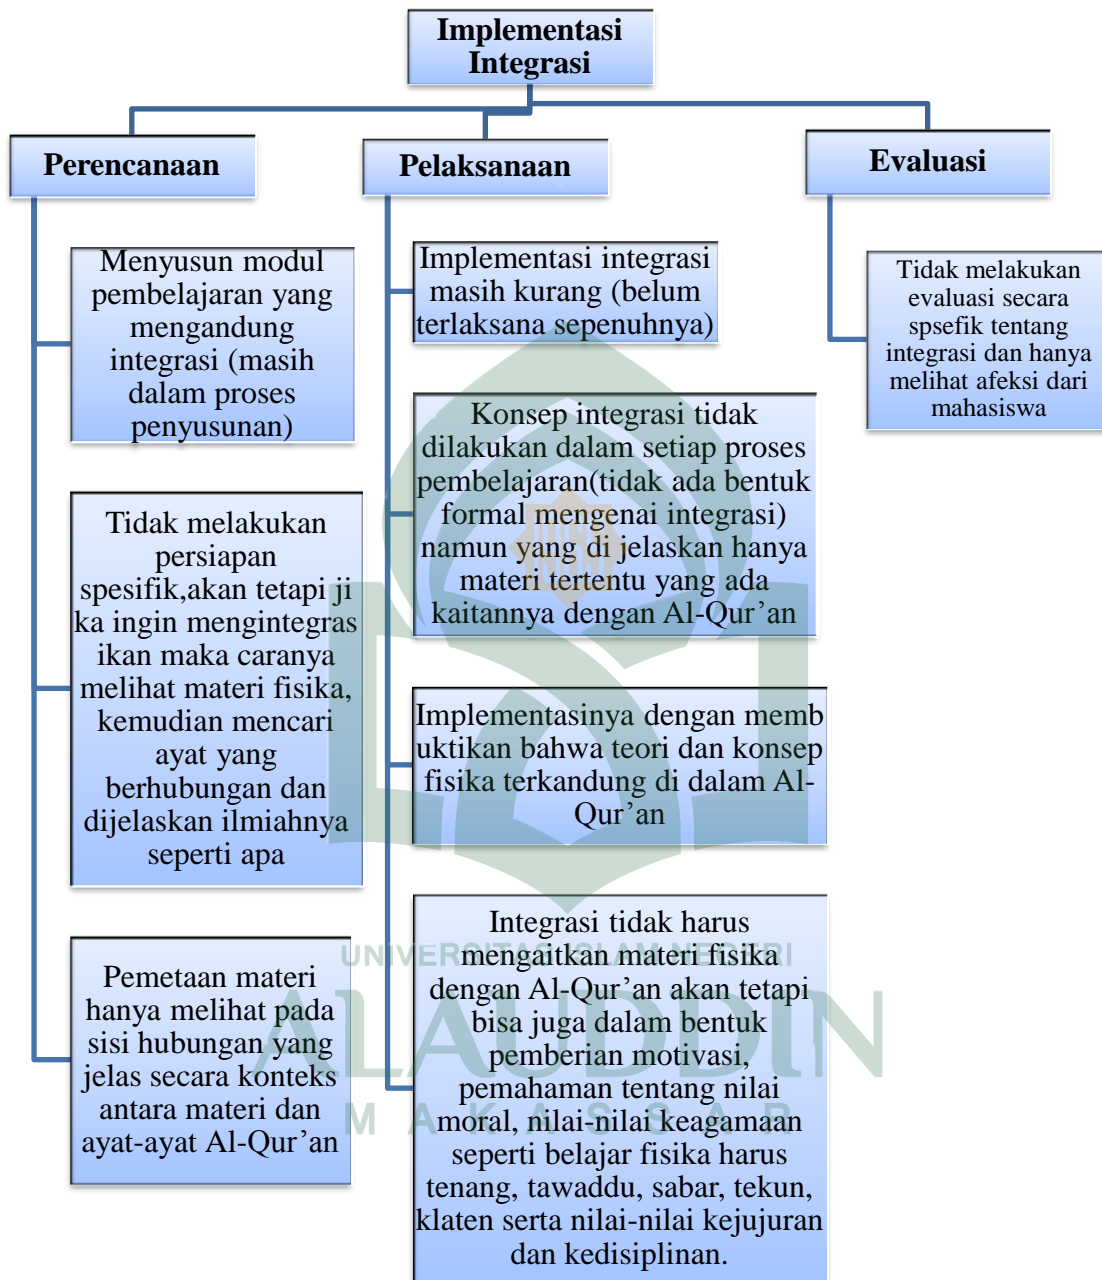 Implementasi
Integrasi
Perencanaan
Menyusun modul
pembelajaran yang
mengandung
integrasi (masih
dalam proses
penyusunan)
Tidak melakukan
persiapan
spesifik,akan tetapi ji
ka ingin mengintegras
ikan maka caranya
melihat materi fisika,
kemudian mencari
ayat yang
berhubungan dan
dijelaskan ilmiahnya
seperti apa
Pemetaan materi
hanya melihat pada
sisi hubungan yang
jelas secara konteks
antara materi dan
ayat-ayat Al-Qur’an
Pelaksanaan
Implementasi integrasi
masih kurang (belum
terlaksana sepenuhnya)
Konsep integrasi tidak
dilakukan dalam setiap proses
pembelajaran(tidak ada bentuk
formal mengenai integrasi)
namun yang di jelaskan hanya
materi tertentu yang ada
kaitannya dengan Al-Qur’an
Implementasinya dengan memb
uktikan bahwa teori dan konsep
fisika terkandung di dalam Al-
Qur’an
Integrasi tidak harus
mengaitkan materi fisika
dengan Al-Qur’an akan tetapi
bisa juga dalam bentuk
pemberian motivasi,
pemahaman tentang nilai
moral, nilai-nilai keagamaan
seperti belajar fisika harus
tenang, tawaddu, sabar, tekun,
klaten serta nilai-nilai kejujuran
dan kedisiplinan.
Evaluasi
Tidak melakukan
evaluasi secara
spsefik tentang
integrasi dan hanya
melihat afeksi dari
mahasiswa
UNIVERSITAS ISLAM NEGERI
ALAUDDIN
MAKASSAR